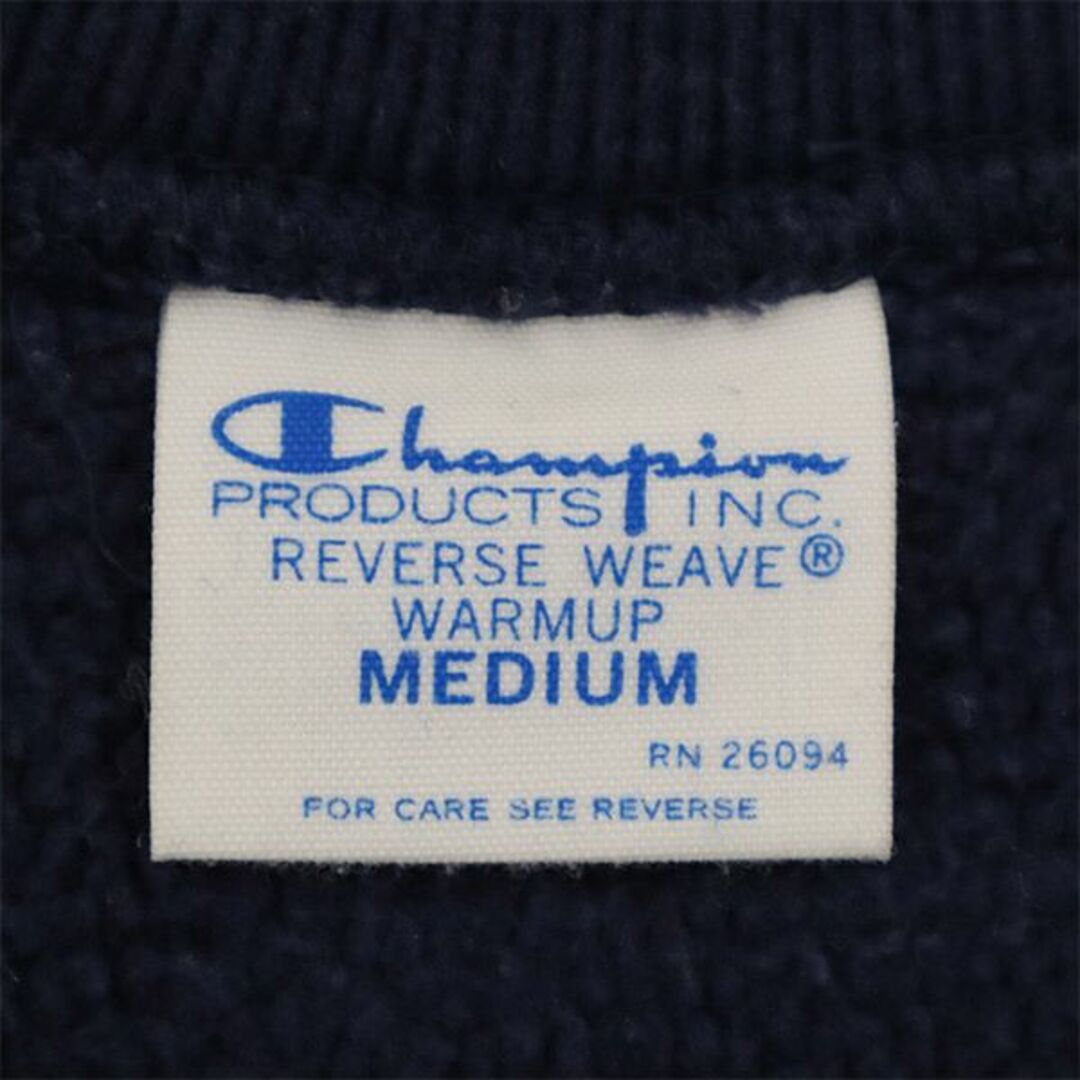 Champion
PRODUCTS INC.
REVERSE WEAVE®
WARMUP
MEDIUM
RN 26094
FOR CARE SEE REVERSE